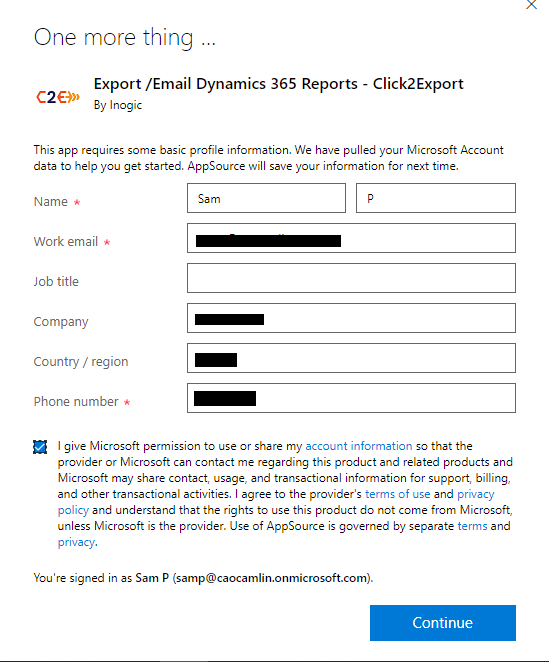 One more thing ...
C2E
Export /Email Dynamics 365 Reports - Click2Export
By Inogic
This app requires some basic profile information. We have pulled your Microsoft Account
data to help you get started. AppSource will save your information for next time.
Name * Sam P
Work email *
Job title
Company
Country / region
Phone number *
I give Microsoft permission to use or share my account information so that the
provider or Microsoft can contact me regarding this product and related products and
Microsoft may share contact, usage, and transactional information for support, billing,
and other transactional activities. I agree to the provider's terms of use and privacy
policy and understand that the rights to use this product do not come from Microsoft,
unless Microsoft is the provider. Use of AppSource is governed by separate terms and
privacy.
You're signed in as Sam P (samp@caocamlin.onmicrosoft.com).
Continue